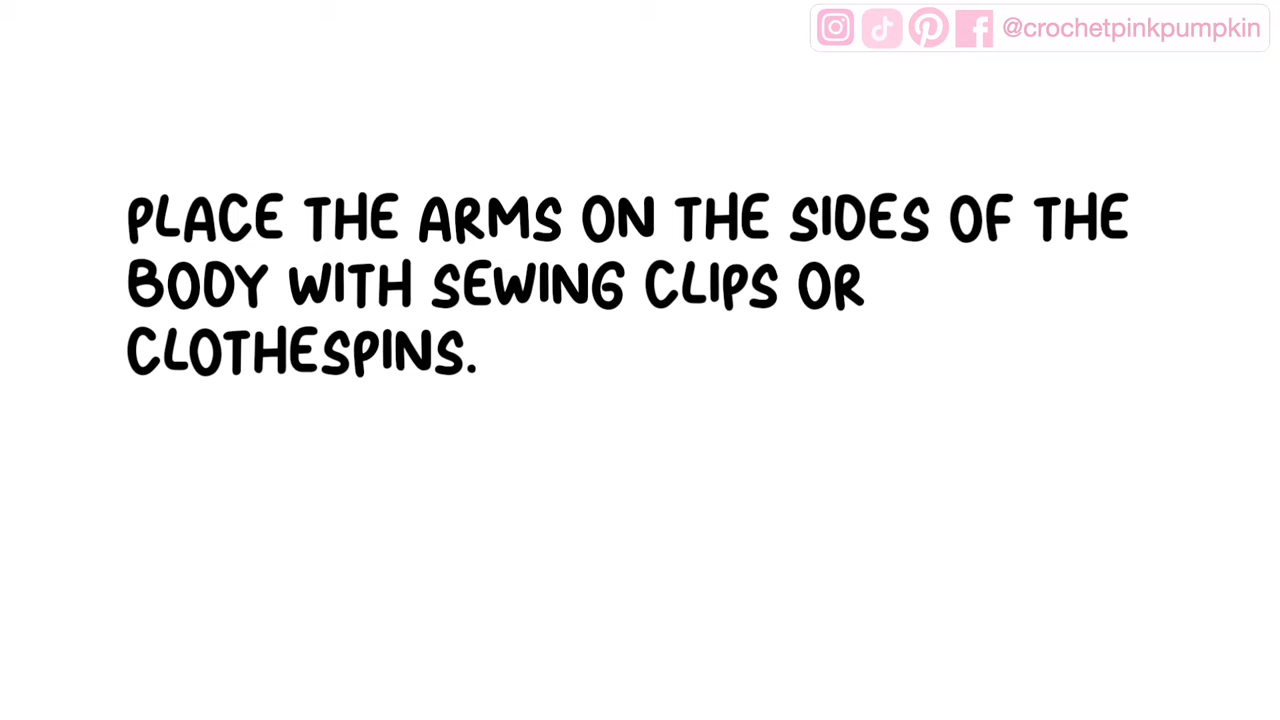 @crochetpinkpumpkin
PLACE THE ARMS ON THE SIDES OF THE
BODY WITH SEWING CLIPS OR
CLOTHESPINS.